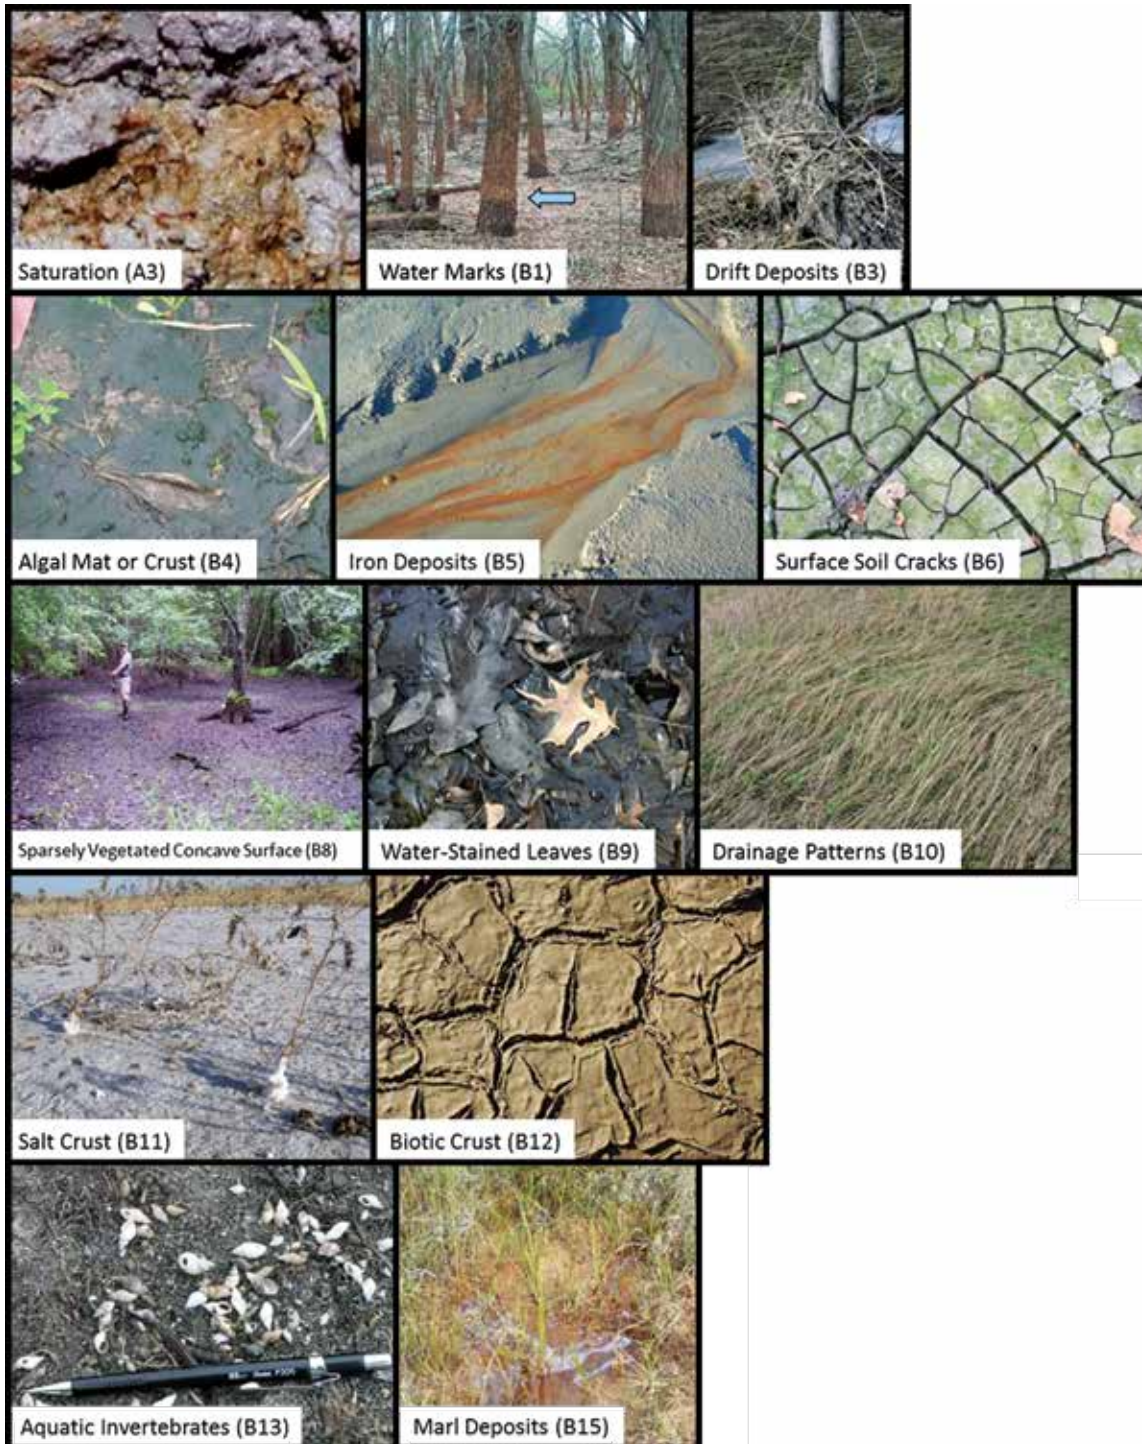 Saturation (A3)
Water Marks (B1)
Drift Deposits (B3)
Algal Mat or Crust (B4)
Iron Deposits (B5)
Surface Soil Cracks (B6)
Sparsely Vegetated Concave Surface (B8)
Water-Stained Leaves (B9)
Drainage Patterns (B10)
Salt Crust (B11)
Biotic Crust (B12)
Aquatic Invertebrates (B13)
Marl Deposits (B15)